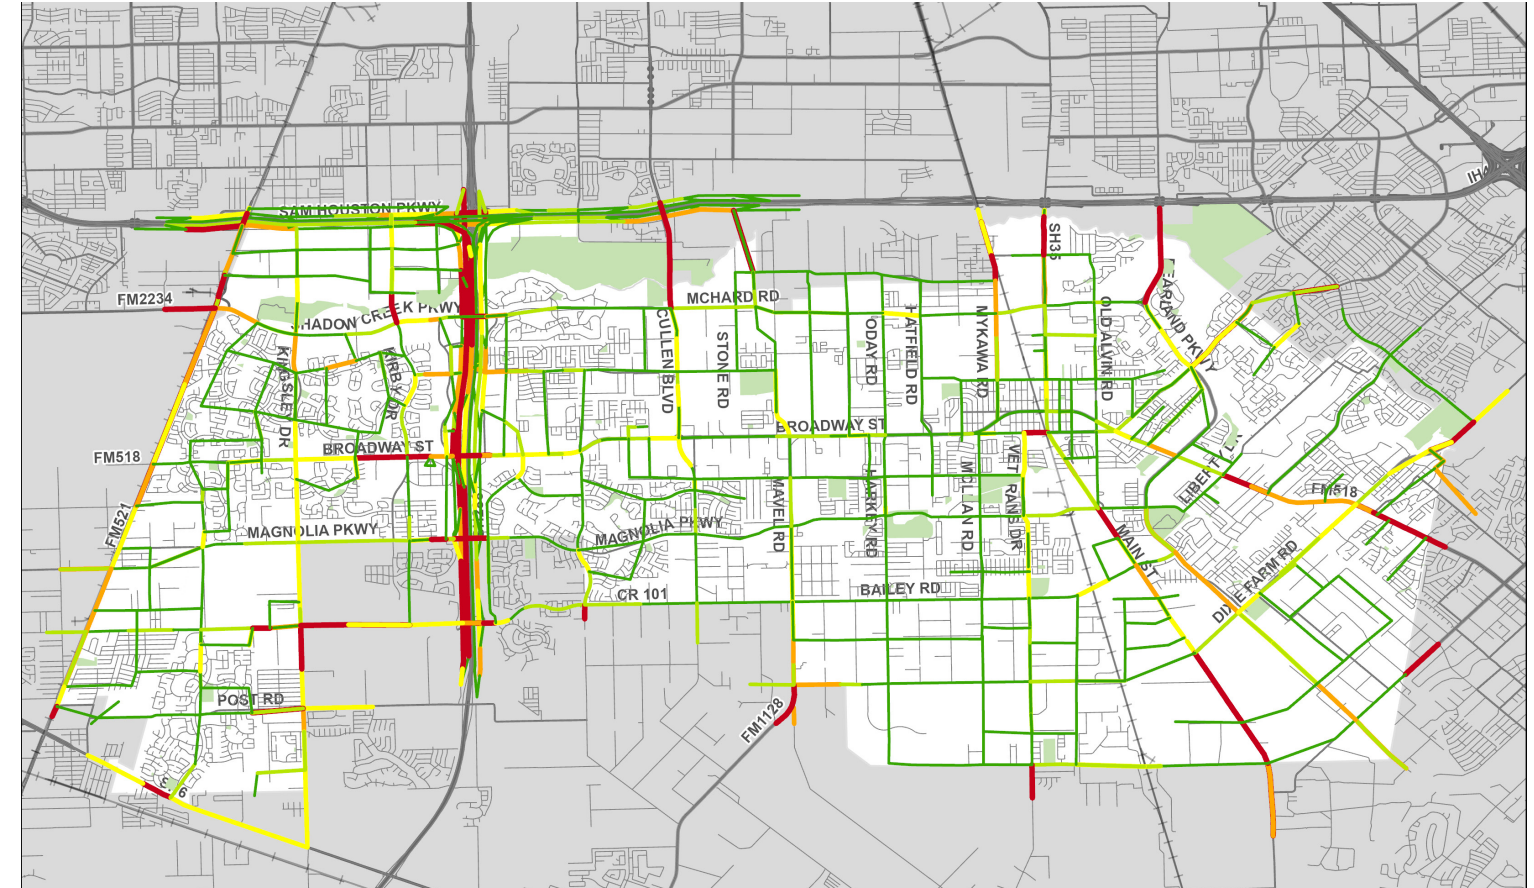 SAM HOUSTON PKWY
FM2234
SHADOW CREEK PKWY
MCHARD RD
SH35
PEARLAND PKWY
OLD ALVIN RD
CULLEN BLVD
STONE RD
ODAY RD
HATFIELD RD
MYKAWA RD
KINGSLEY DR
KIRBY DR
BROADWAY ST
BROADWAY ST
FM518
FM521
MAGNOLIA PKWY
MAGNOLIA PKWY
MAVEL RD
HARKEY RD
MCLEAN RD
VETERANS DR
LIBERTY DR
FM518
MAIN ST
DIXIE FARM RD
CR 101
BAILEY RD
POST RD
FM1128